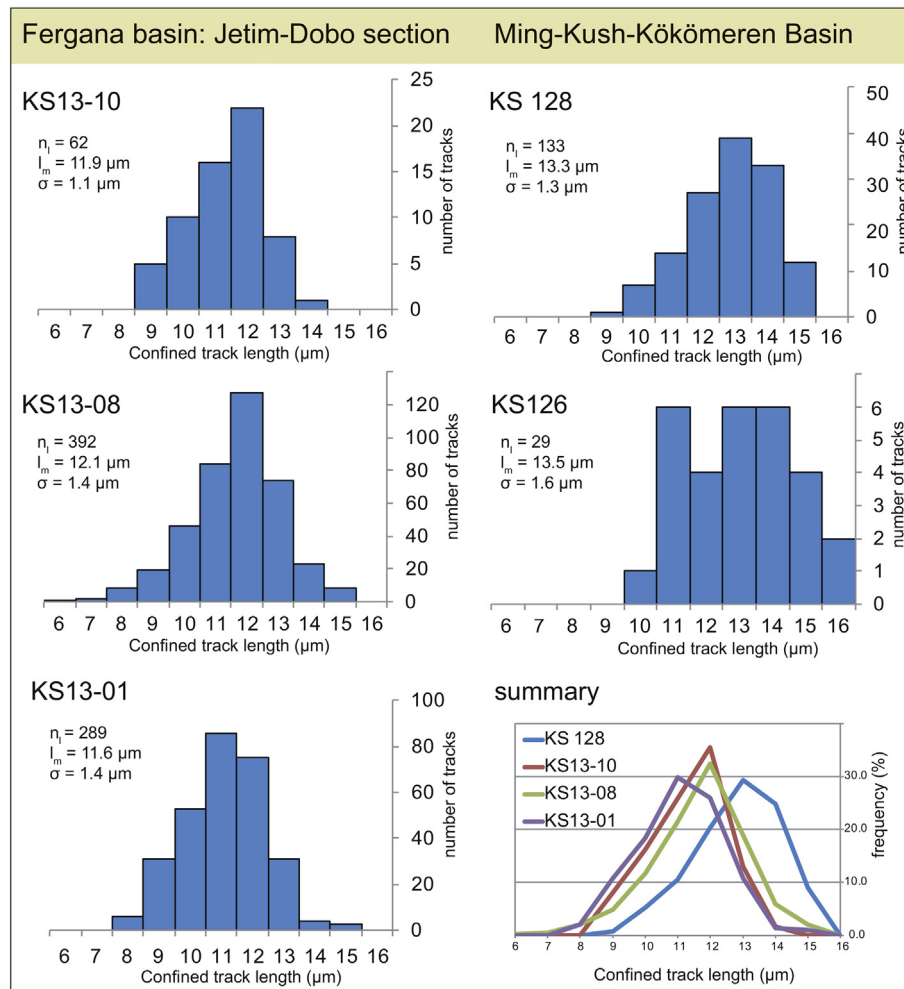 Fergana basin: Jetim-Dobo section
Ming-Kush-Kökömeren Basin
KS13-10
nl = 62
lm = 11.9 µm
σ = 1.1 µm
25
20
15
10
5
0
number of tracks
6 7 8 9 10 11 12 13 14 15 16
Confined track length (µm)
KS 128
nl = 133
lm = 13.3 µm
σ = 1.3 µm
50
40
30
20
10
0
number of tracks
6 7 8 9 10 11 12 13 14 15 16
Confined track length (µm)
KS13-08
nl = 392
lm = 12.1 µm
σ = 1.4 µm
120
100
80
60
40
20
0
number of tracks
6 7 8 9 10 11 12 13 14 15 16
Confined track length (µm)
KS126
nl = 29
lm = 13.5 µm
σ = 1.6 µm
6
5
4
3
2
1
0
number of tracks
6 7 8 9 10 11 12 13 14 15 16
Confined track length (µm)
KS13-01
nl = 289
lm = 11.6 µm
σ = 1.4 µm
100
80
60
40
20
0
number of tracks
6 7 8 9 10 11 12 13 14 15 16
Confined track length (µm)
summary
KS 128
KS13-10
KS13-08
KS13-01
30.0
20.0
10.0
0.0
frequency (%)
6 7 8 9 10 11 12 13 14 15 16
Confined track length (µm)